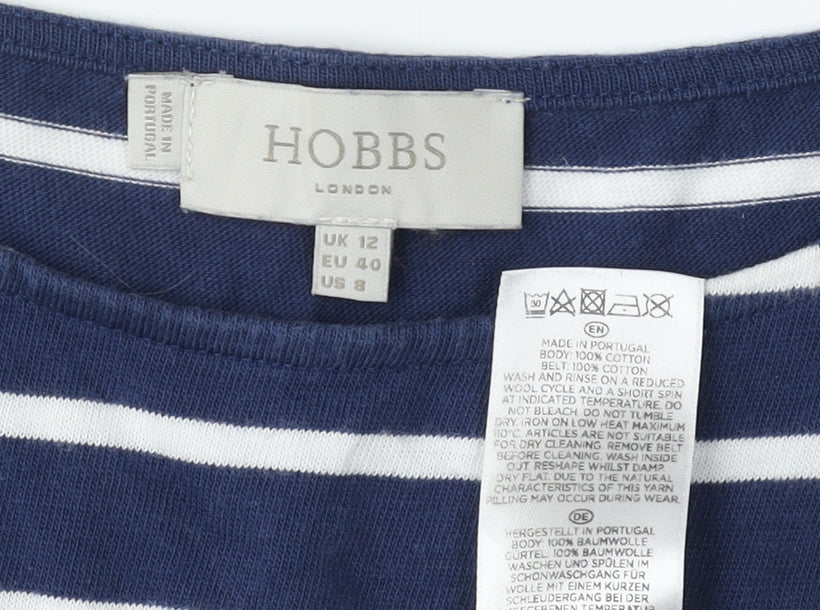 MADE IN
PORTUGAL
HOBBS
LONDON
UK 12
EU 40
US 8
30
EN
MADE IN PORTUGAL
BODY: 100% COTTON
BELT: 100% COTTON
WASH AND RINSE ON A REDUCED
WOOL CYCLE AND A SHORT SPIN
AT INDICATED TEMPERATURE. DO
NOT BLEACH. DO NOT TUMBLE
DRY. IRON ON LOW HEAT MAXIMUM
110°C. ARTICLES ARE NOT SUITABLE
FOR DRY CLEANING. REMOVE BELT
BEFORE CLEANING. WASH INSIDE
OUT. RESHAPE WHILST DAMP.
DRY FLAT. DUE TO THE NATURAL
CHARACTERISTICS OF THIS YARN
PILLING MAY OCCUR DURING WEAR.
DE
HERGESTELLT IN PORTUGAL
BODY: 100% BAUMWOLLE
GÜRTEL: 100% BAUMWOLLE
WASCHEN UND SPÜLEN IM
SCHONWASCHGANG FÜR
WOLLE MIT EINEM KURZEN
SCHLEUDERGANG BEI DER